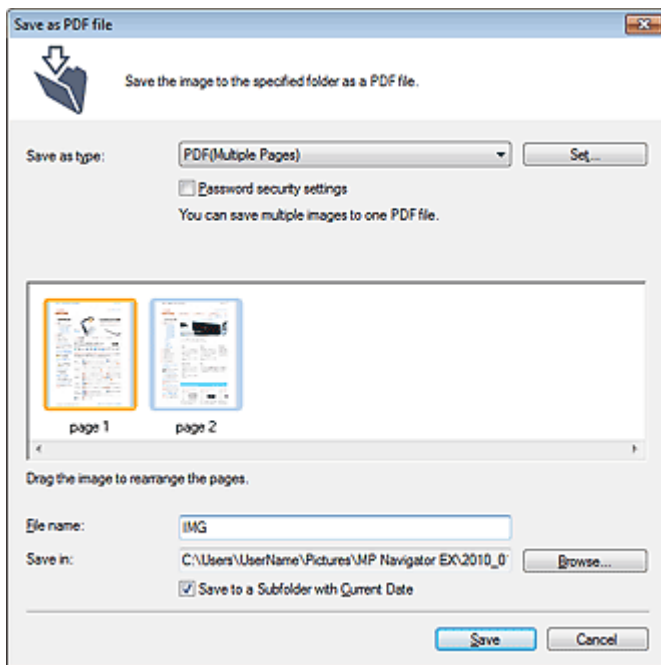 Save as PDF file
Save the image to the specified folder as a PDF file.
Save as type: PDF(Multiple Pages) Set...
Password security settings
You can save multiple images to one PDF file.
page 1 page 2
Drag the image to rearrange the pages.
File name: IMG
Save in: C:\Users\UserName\Pictures\MP Navigator EX\2010_0 Browse...
Save to a Subfolder with Current Date
Save Cancel